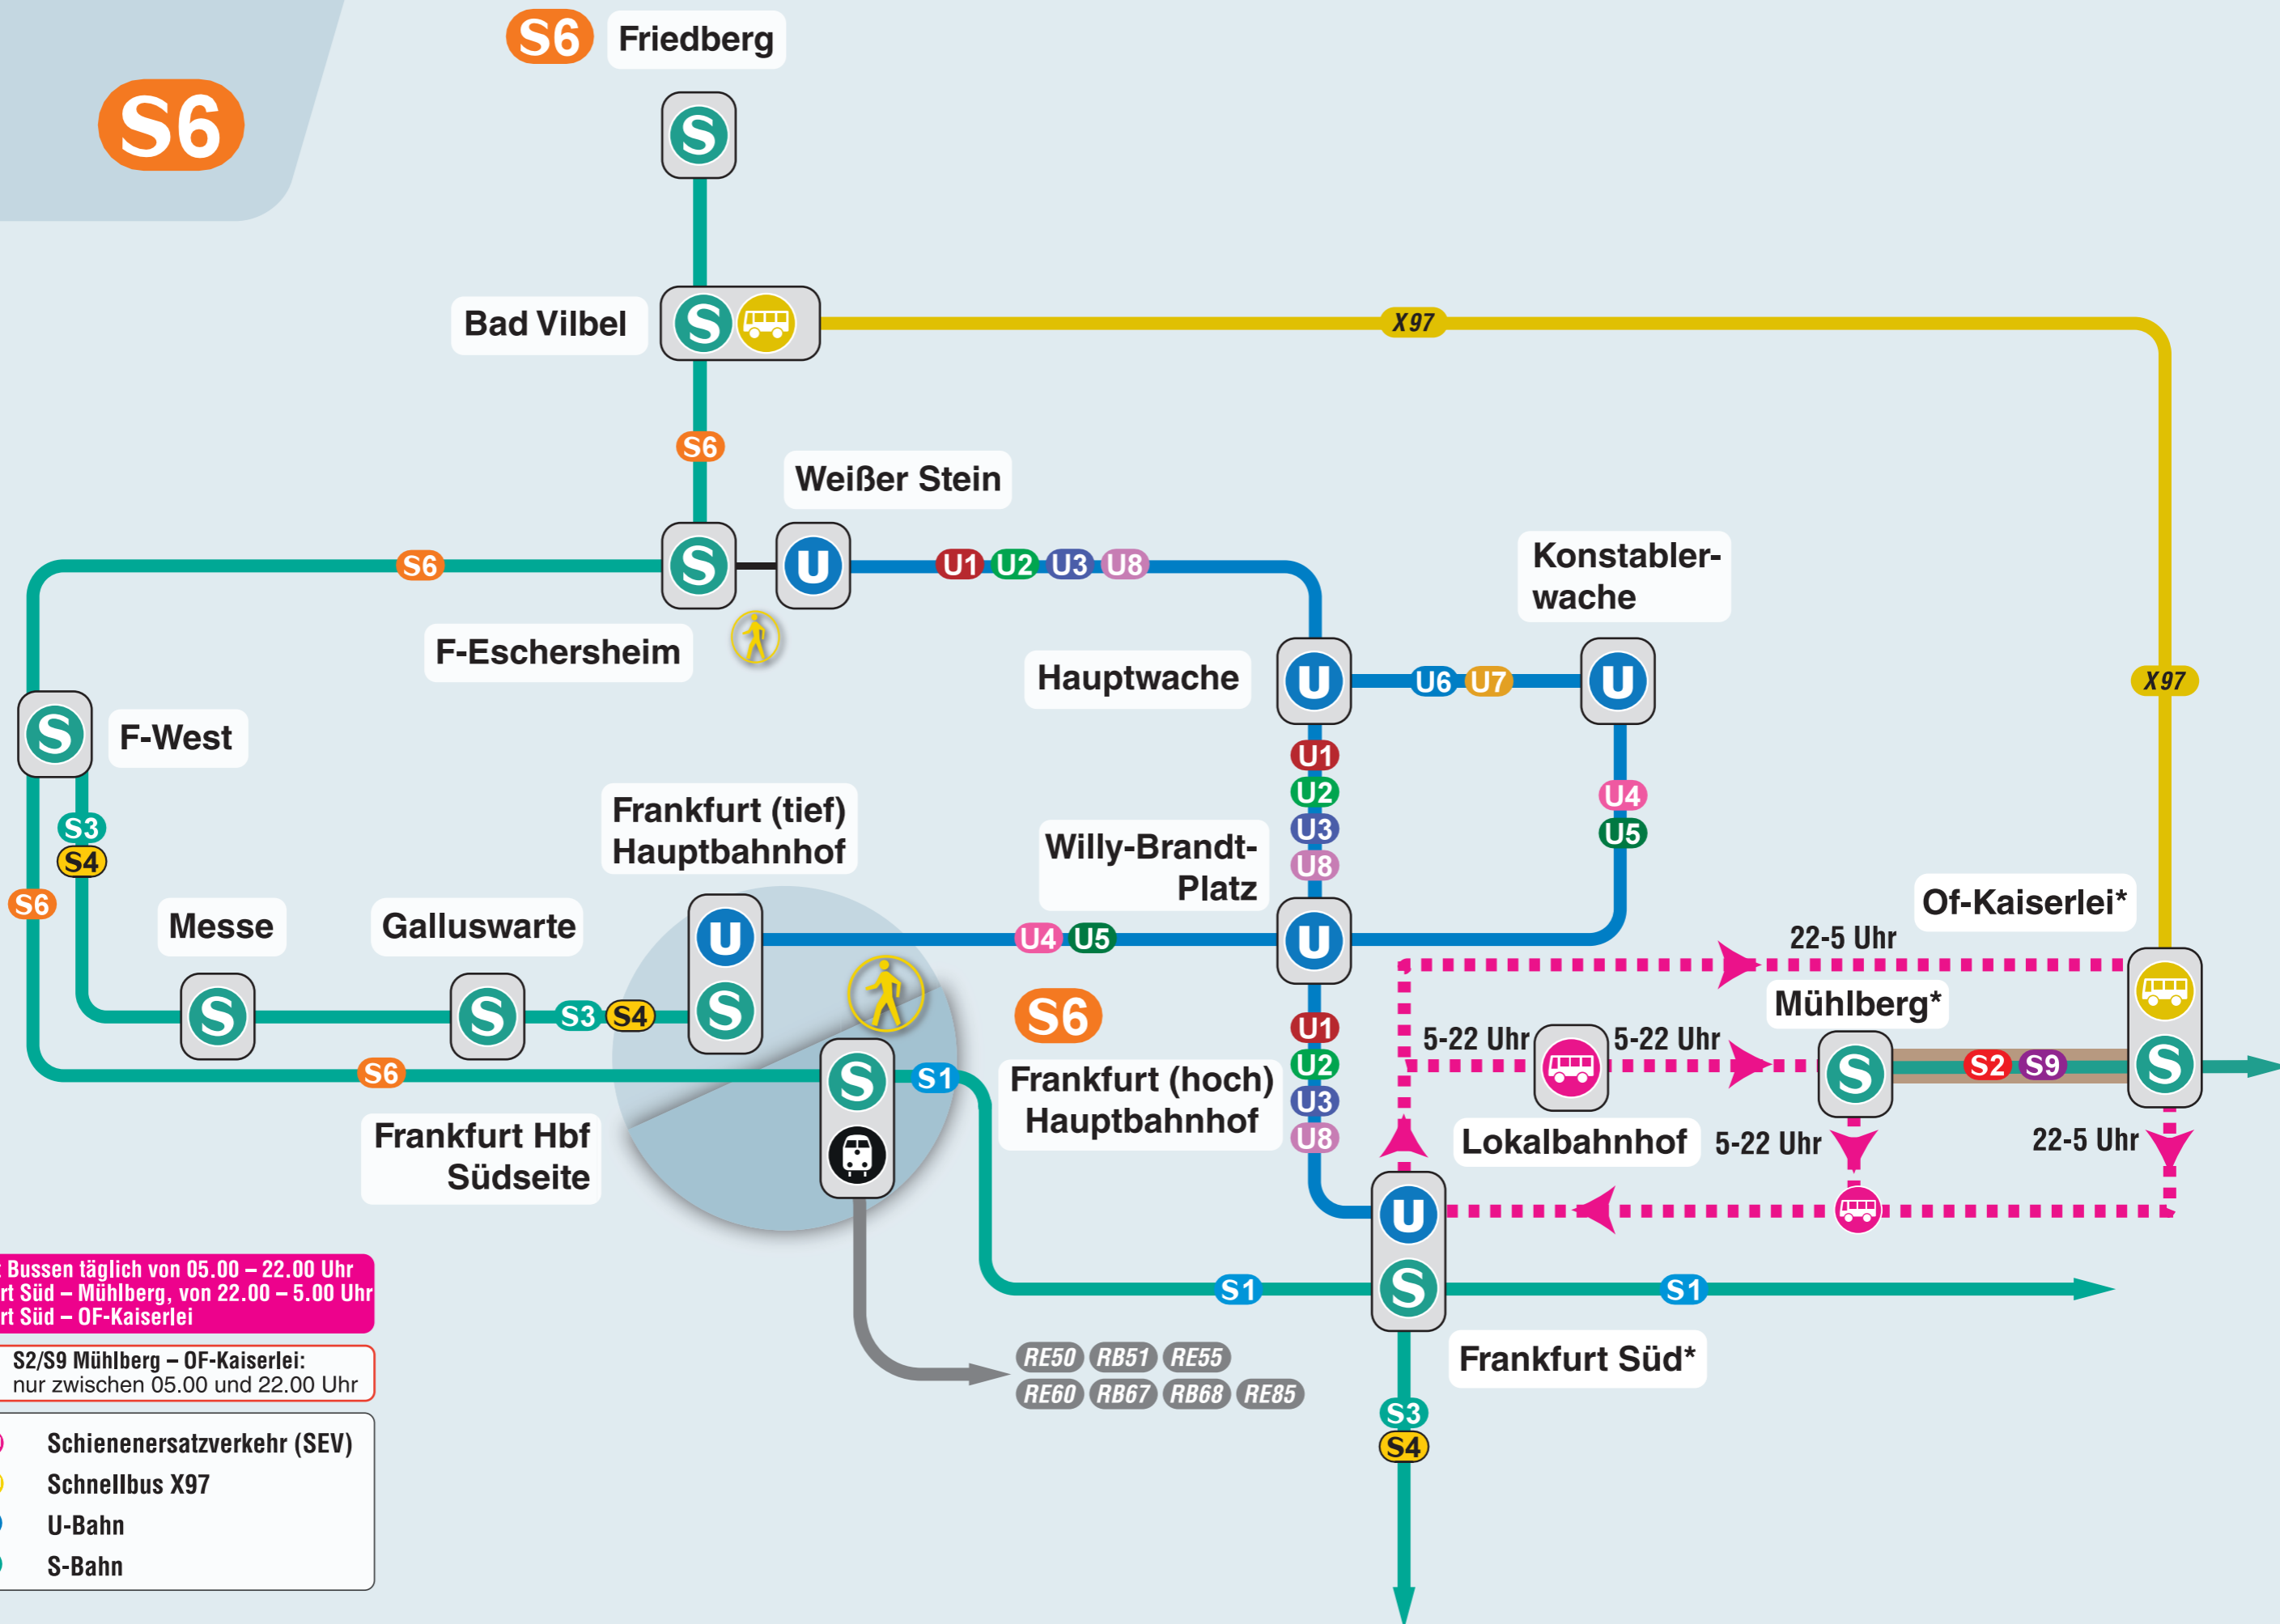 S6
S6 Friedberg
S
Bad Vilbel
S
X97
S6
Weißer Stein
S6
S
U
U1 U2 U3 U8
Konstabler-
wache
F-Eschersheim
Hauptwache
U
U6 U7
U
X97
S
F-West
U1
U2
U3
U8
U4
U5
S3
S4
S6
Frankfurt (tief)
Hauptbahnhof
Willy-Brandt-
Platz
Of-Kaiserlei*
Messe
Galluswarte
U
U4 U5
U
22-5 Uhr
S
S
S3 S4
S
S6
Mühlberg*
5-22 Uhr
5-22 Uhr
U1
U2
U3
U8
S6
S
S1
Frankfurt (hoch)
Hauptbahnhof
S
S2 S9
S
Frankfurt Hbf
Südseite
Lokalbahnhof
5-22 Uhr
22-5 Uhr
U
S
S1
S1
t Bussen täglich von 05.00 – 22.00 Uhr
rt Süd – Mühlberg, von 22.00 – 5.00 Uhr
rt Süd – OF-Kaiserlei
S2/S9 Mühlberg – OF-Kaiserlei:
nur zwischen 05.00 und 22.00 Uhr
RE50 RB51 RE55
RE60 RB67 RB68 RE85
Frankfurt Süd*
S3
S4
Schienenersatzverkehr (SEV)
Schnellbus X97
U-Bahn
S-Bahn